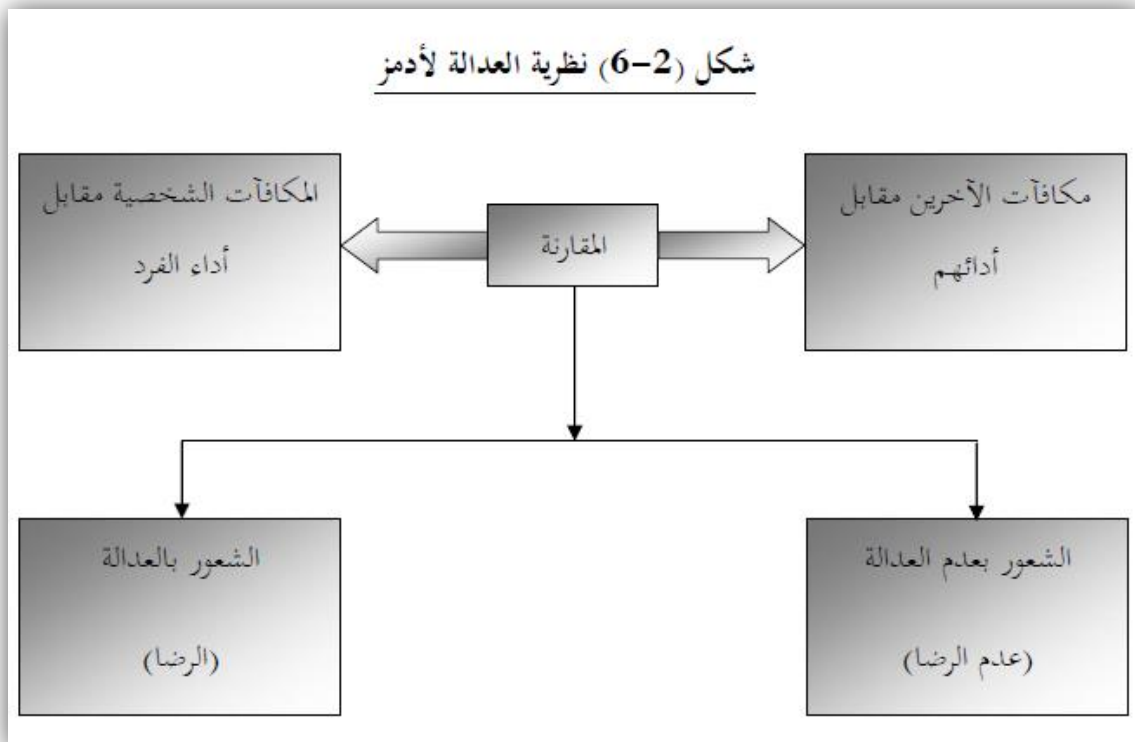 شكل (2-6) نظرية العدالة لأدمز
مكافآت الآخرين مقابل
أدائهم
المقارنة
المكافآت الشخصية مقابل
أداء الفرد
الشعور بعدم العدالة
(عدم الرضا)
الشعور بالعدالة
(الرضا)